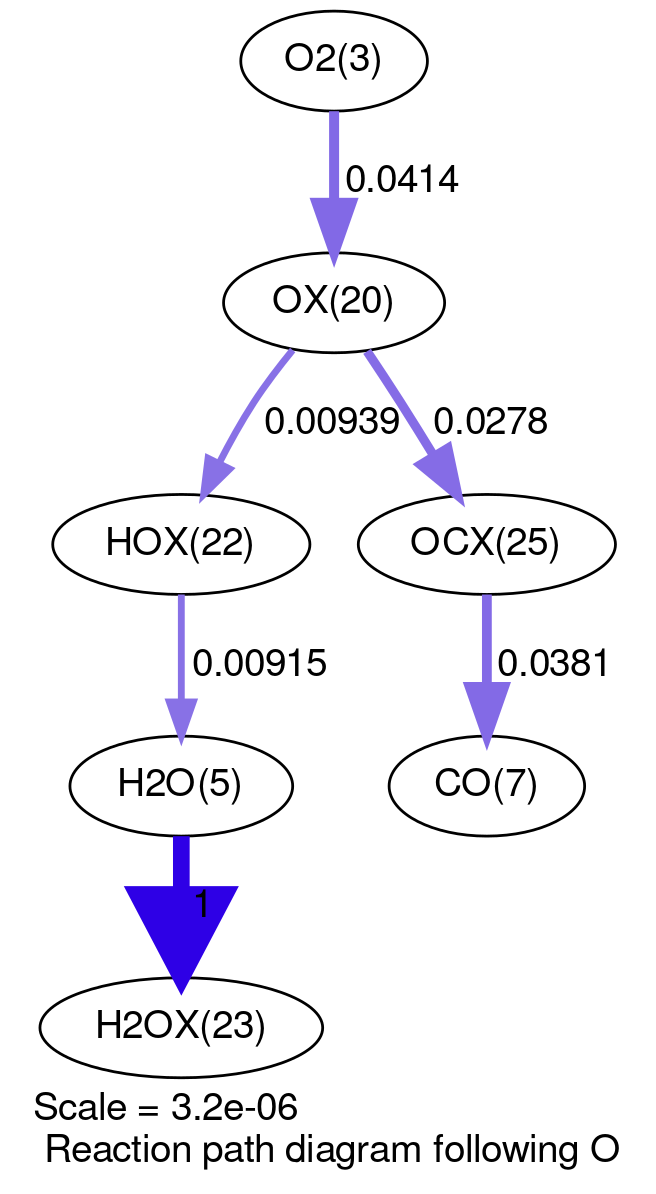 O2(3)
0.0414
OX(20)
0.00939
0.0278
HOX(22)
OCX(25)
0.00915
0.0381
H2O(5)
CO(7)
1
H2OX(23)
Scale = 3.2e-06
Reaction path diagram following O